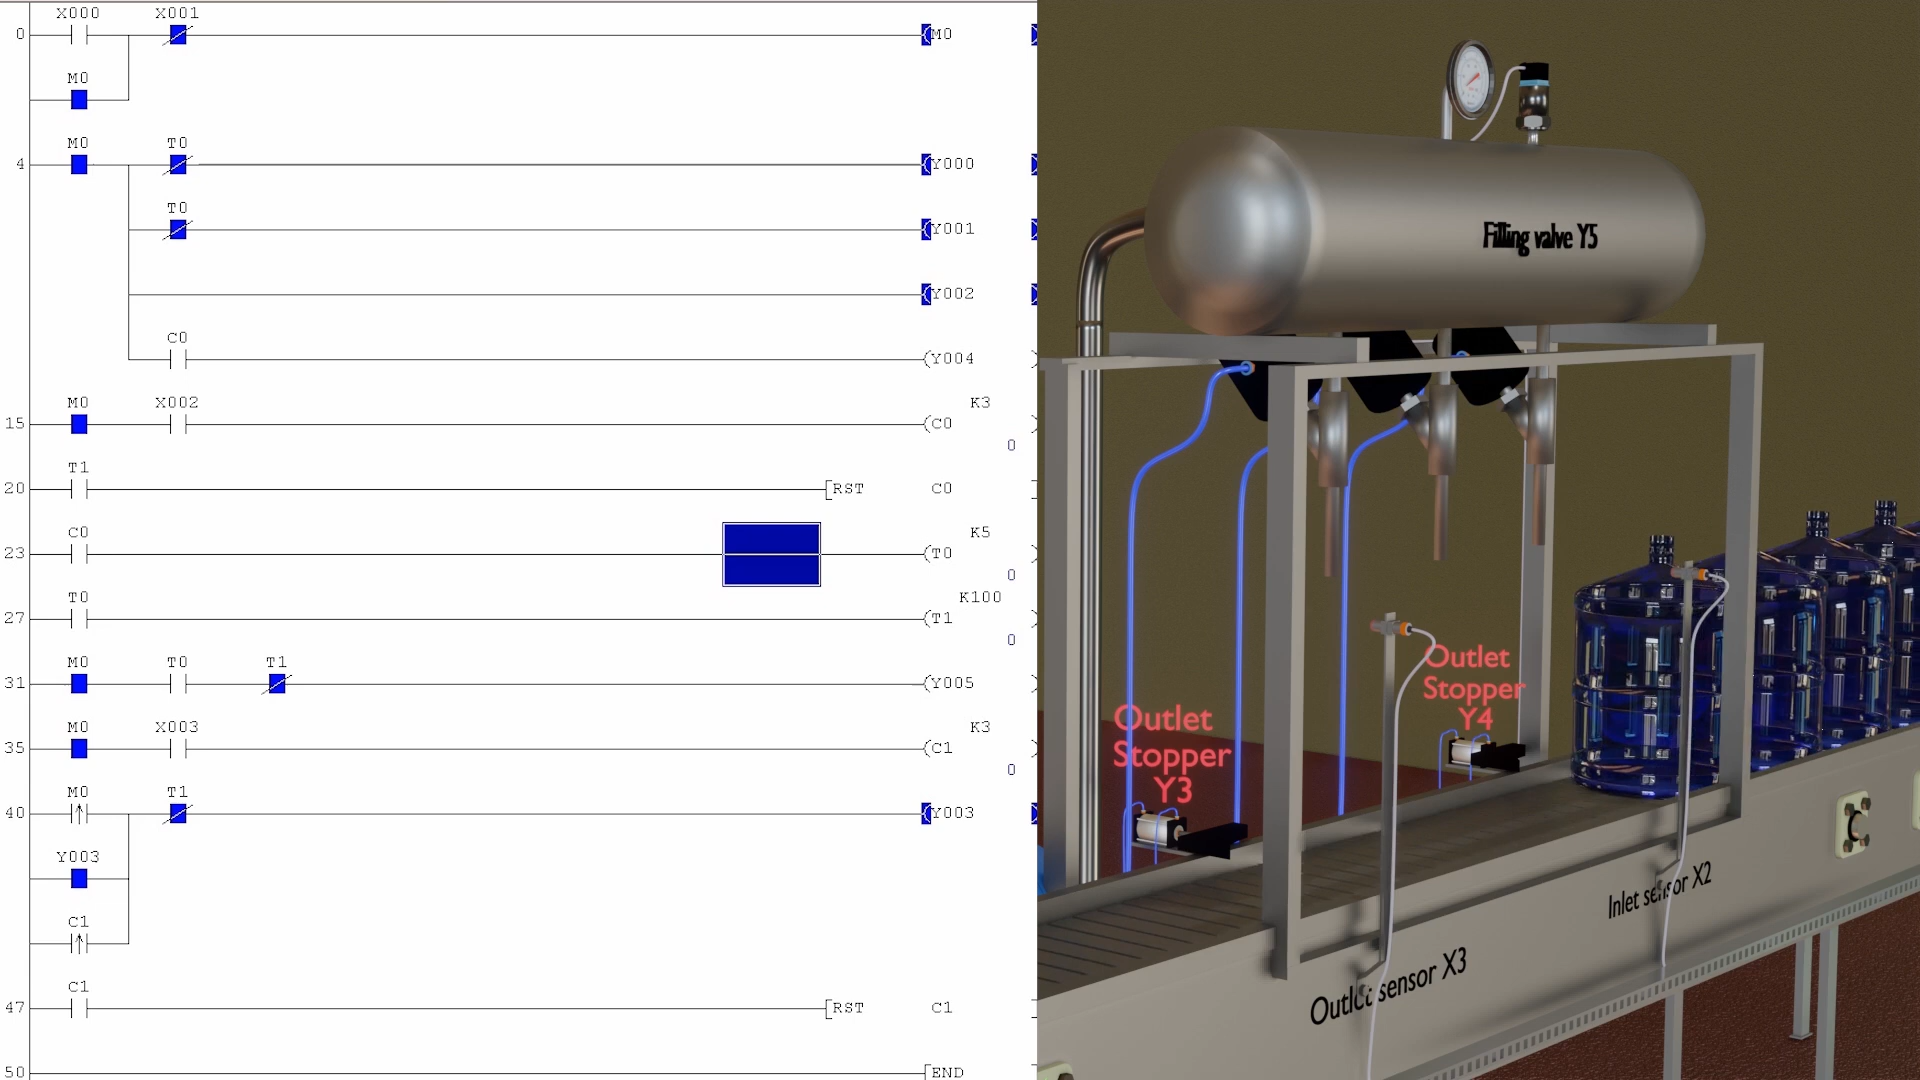 X000 X001
0 M0
M0
M0 T0
4 Y000
T0
Y001
Y002
C0
Y004
M0 X002 K3
15 C0
0
T1
20 RST C0
C0 K5
23 T0
0
T0 K100
27 T1
0
M0 T0 T1
31 Y005
M0 X003 K3
35 C1
0
M0 T1
40 Y003
Y003
C1
C1
47 RST C1
50 END
Filling valve Y5
Outlet
Stopper
Y4
Outlet
Stopper
Y3
Inlet sensor X2
Outlet sensor X3